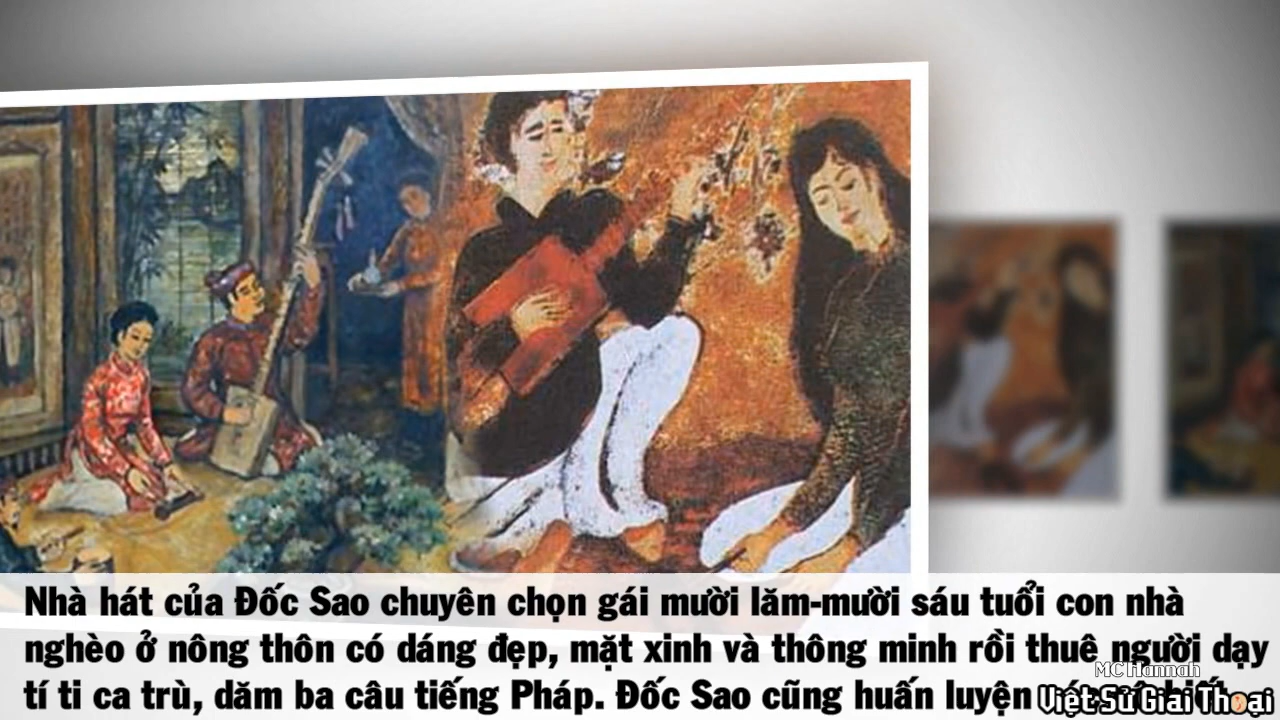 Nhà hát của Đốc Sao chuyên chọn gái mười lăm-mười sáu tuổi con nhà
nghèo ở nông thôn có dáng đẹp, mặt xinh và thông minh rồi thuê người dạy
tí ti ca trù, dăm ba câu tiếng Pháp. Đốc Sao cũng huấn luyện
MC Hannah
Việt Sử Giai Thoại